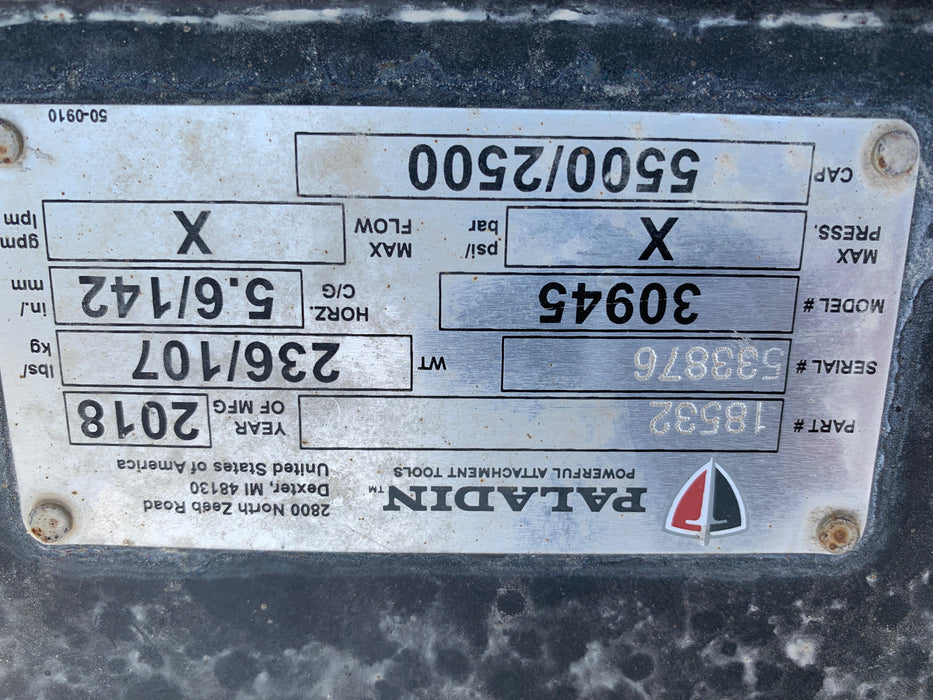 PALADIN™
POWERFUL ATTACHMENT TOOLS
2800 North Zeeb Road
Dexter, MI 48130
United States of America
PART # 18532
YEAR OF MFG 2018
SERIAL # 533876
WT 236/107 lbs/ kg
MODEL # 30945
HORZ. C/G 5.6/142 in./ mm
MAX PRESS. X psi/ bar
MAX FLOW X gpm lpm
CAP 5500/2500
50-0910